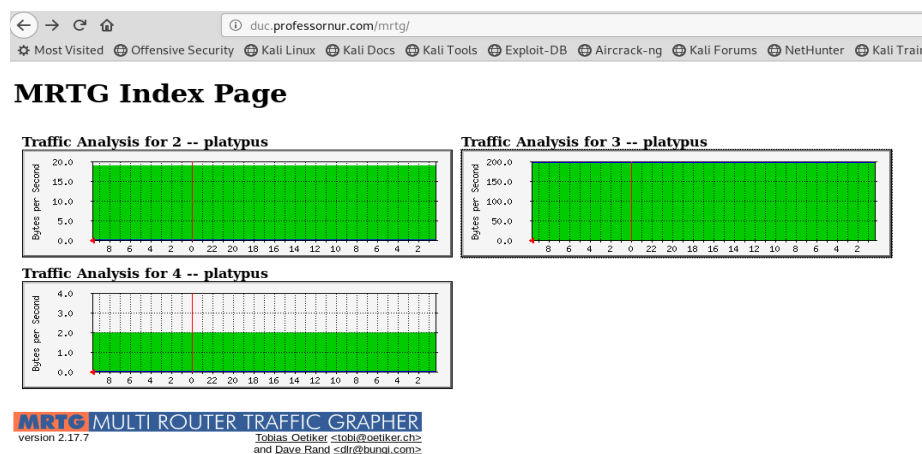 duc.professornur.com/mrtg/
Most Visited Offensive Security Kali Linux Kali Docs Kali Tools Exploit-DB Aircrack-ng Kali Forums NetHunter Kali Trai
MRTG Index Page
Traffic Analysis for 2 -- platypus
Bytes per Second
20.0
15.0
10.0
5.0
0.0
8 6 4 2 0 22 20 18 16 14 12 10 8 6 4 2
Traffic Analysis for 3 -- platypus
Bytes per Second
200.0
150.0
100.0
50.0
0.0
8 6 4 2 0 22 20 18 16 14 12 10 8 6 4 2
Traffic Analysis for 4 -- platypus
Bytes per Second
4.0
3.0
2.0
1.0
0.0
8 6 4 2 0 22 20 18 16 14 12 10 8 6 4 2
MRTG MULTI ROUTER TRAFFIC GRAPHER
version 2.17.7 Tobias Oetiker <tobi@oetiker.ch>
and Dave Rand <dlr@bungi.com>